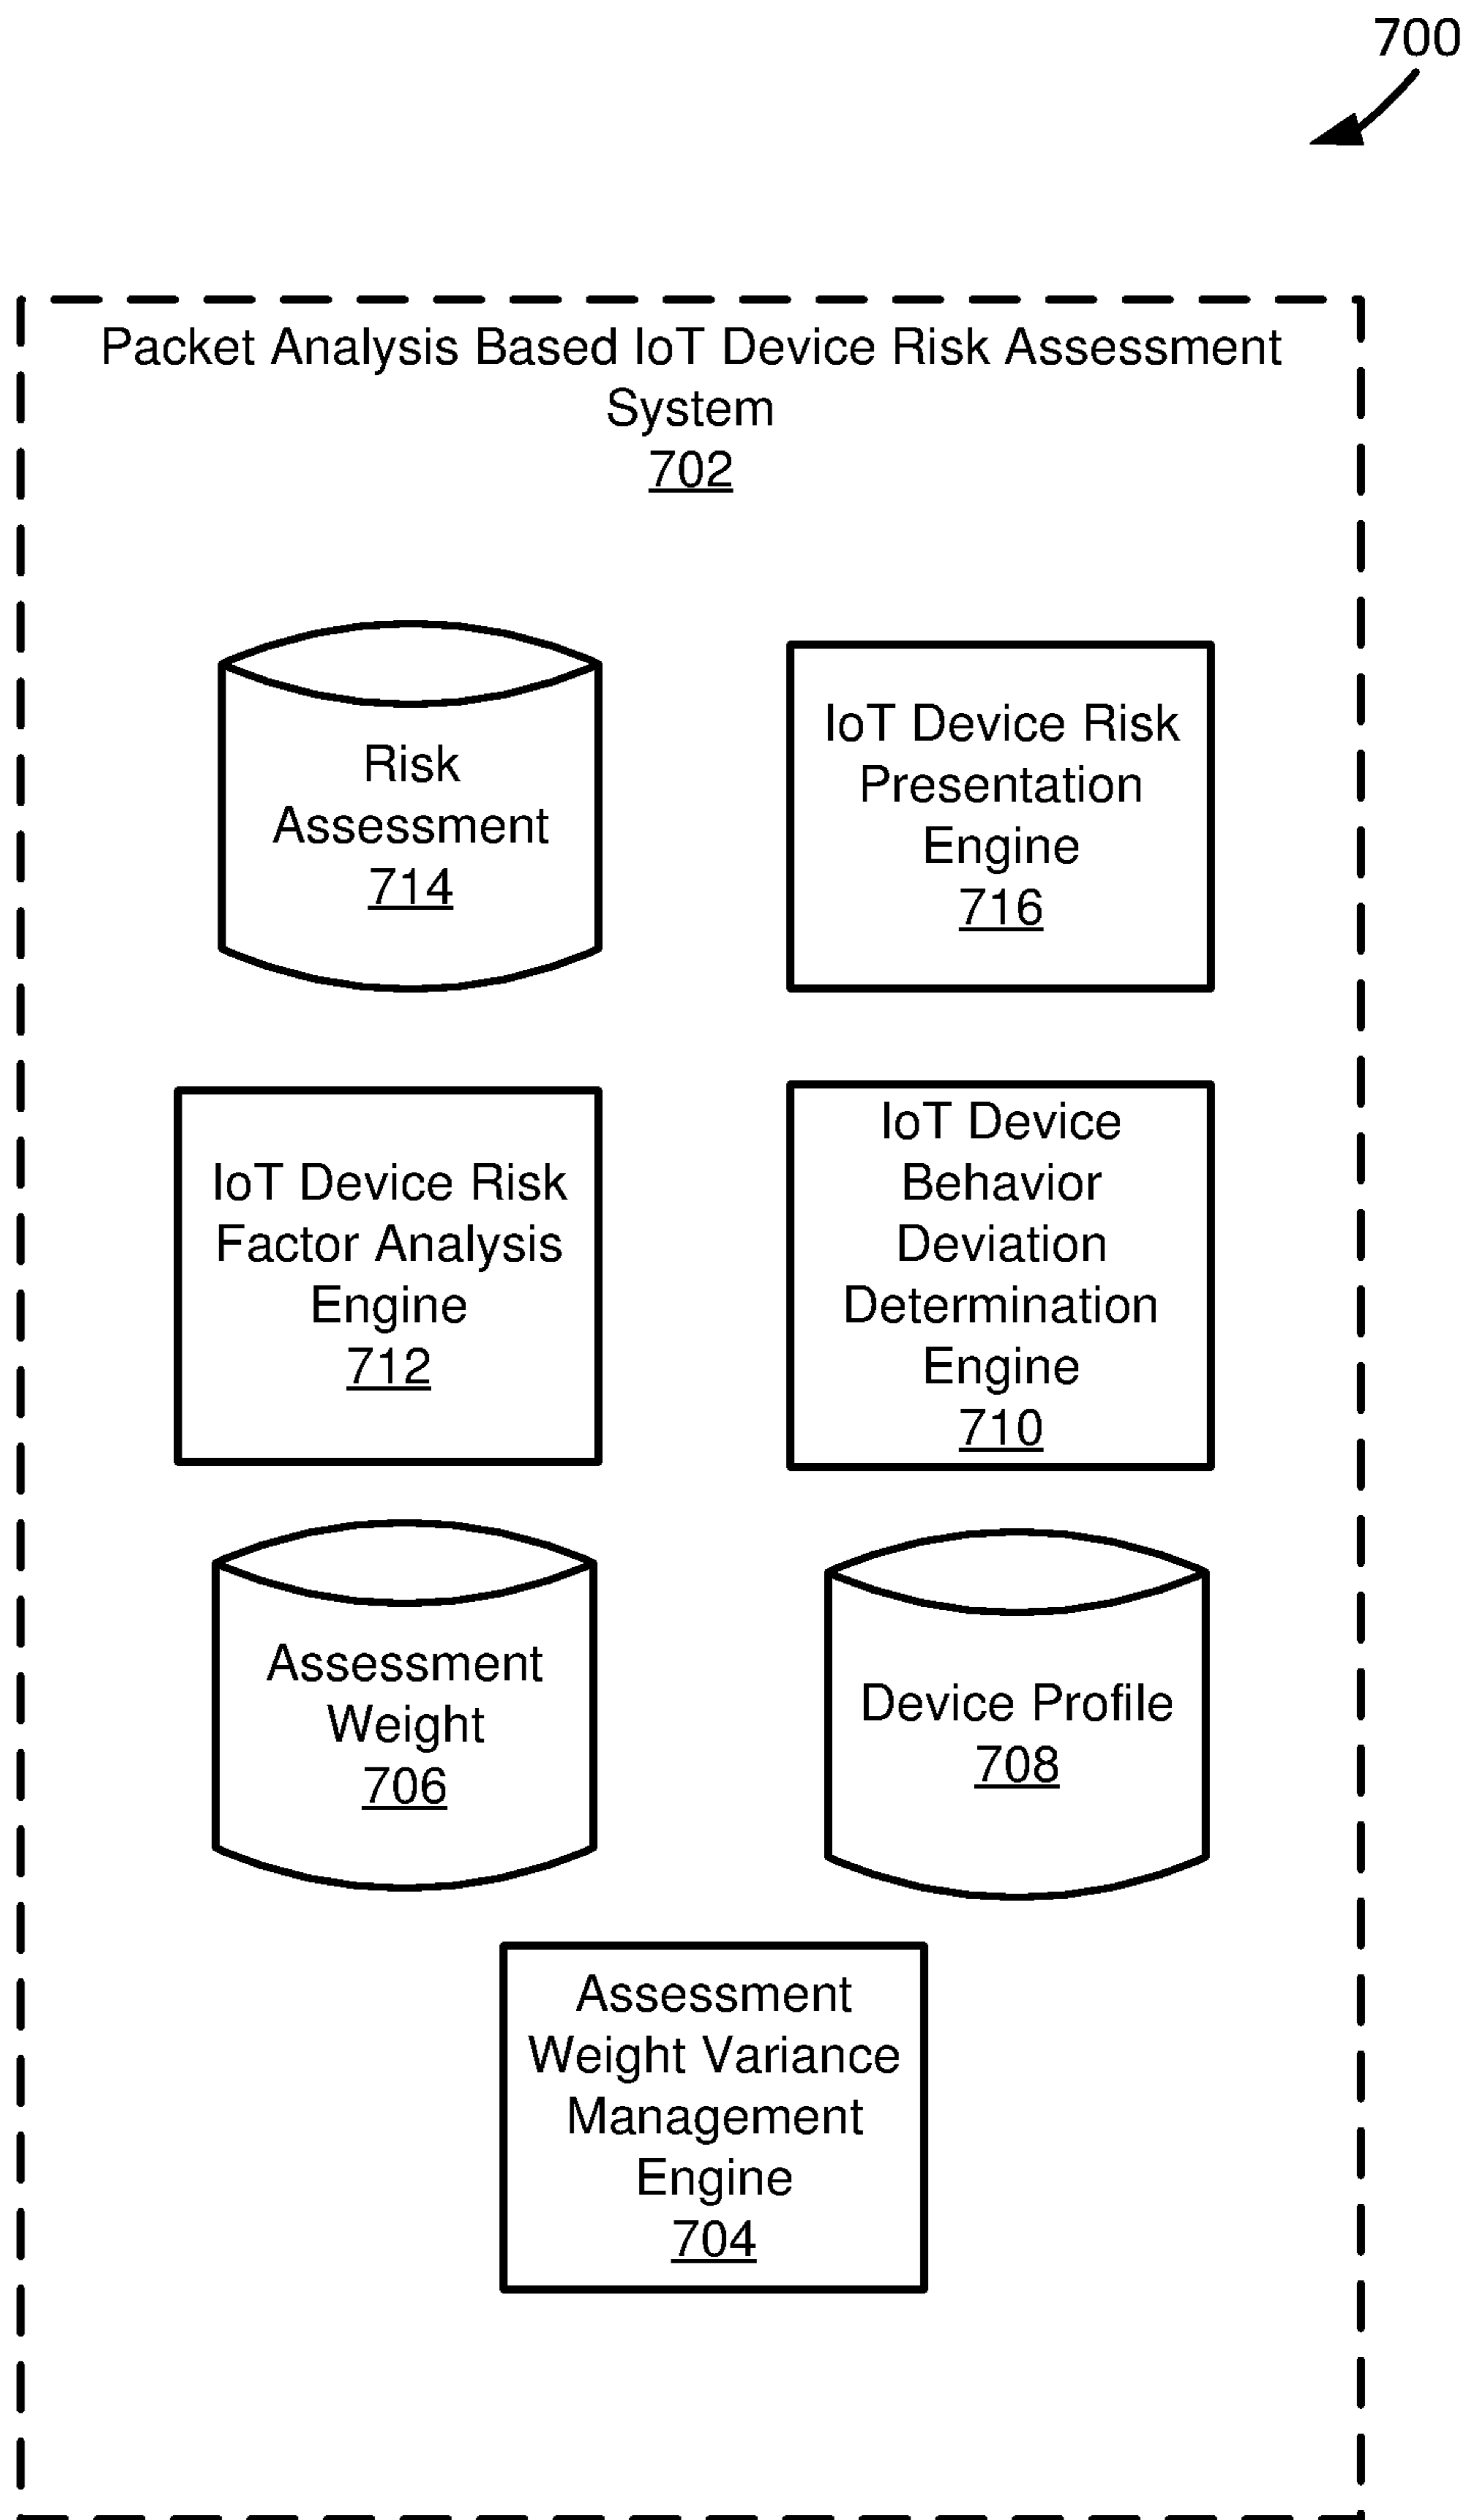 700
Packet Analysis Based IoT Device Risk Assessment
System
702
Risk
Assessment
714
IoT Device Risk
Presentation
Engine
716
IoT Device Risk
Factor Analysis
Engine
712
IoT Device
Behavior
Deviation
Determination
Engine
710
Assessment
Weight
706
Device Profile
708
Assessment
Weight Variance
Management
Engine
704